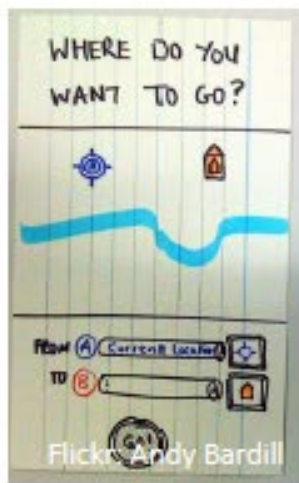 WHERE DO YOU
WANT TO GO?
FROM A Current Location
TO B
GO!
Flickr: Andy Bardill